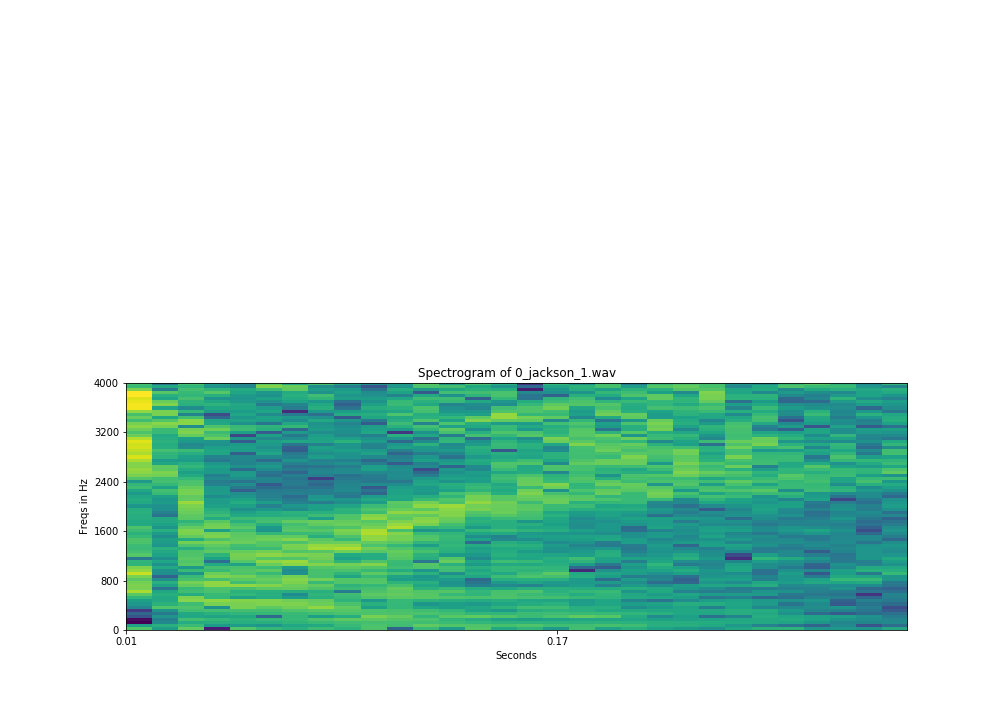 Spectrogram of 0_jackson_1.wav
4000
3200
2400
1600
800
0
Freqs in Hz
0.01 0.17
Seconds